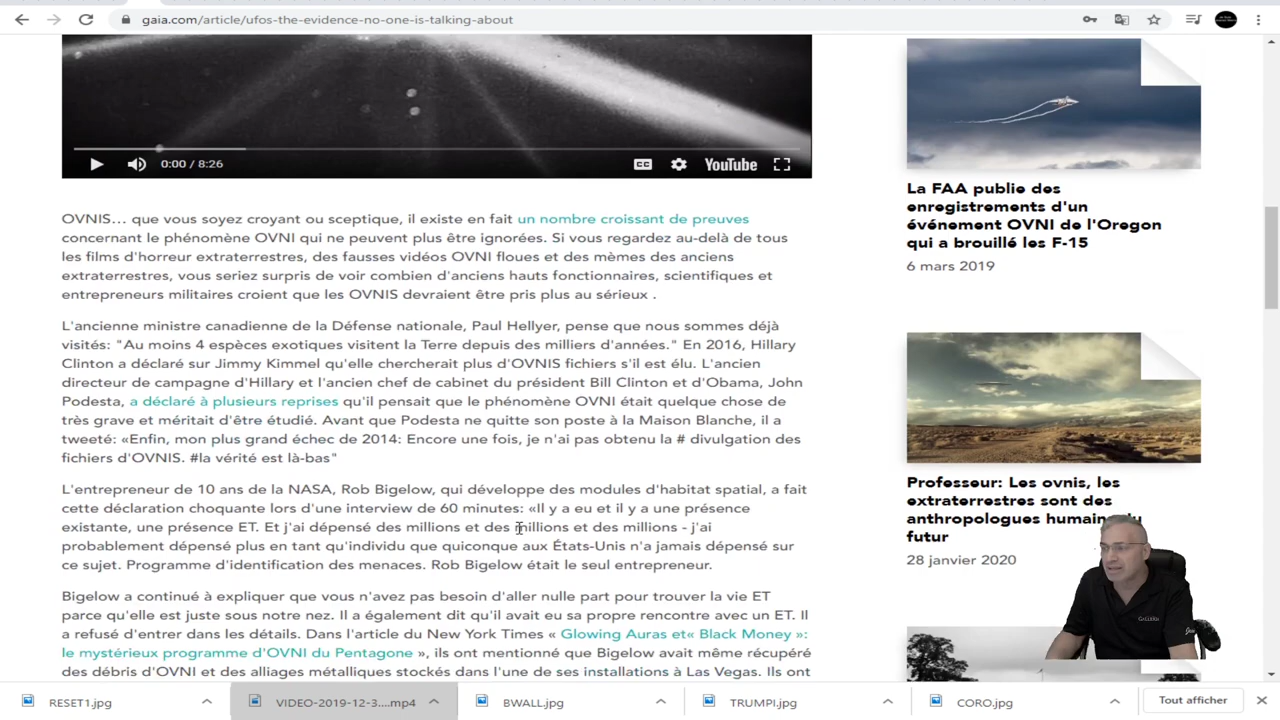 gaia.com/article/ufos-the-evidence-no-one-is-talking-about
0:00 / 8:26
CC
YouTube
OVNIS… que vous soyez croyant ou sceptique, il existe en fait un nombre croissant de preuves
concernant le phénomène OVNI qui ne peuvent plus être ignorées. Si vous regardez au-delà de tous
les films d'horreur extraterrestres, des fausses vidéos OVNI floues et des mèmes des anciens
extraterrestres, vous seriez surpris de voir combien d'anciens hauts fonctionnaires, scientifiques et
entrepreneurs militaires croient que les OVNIS devraient être pris plus au sérieux .
L'ancienne ministre canadienne de la Défense nationale, Paul Hellyer, pense que nous sommes déjà
visités: "Au moins 4 espèces exotiques visitent la Terre depuis des milliers d'années." En 2016, Hillary
Clinton a déclaré sur Jimmy Kimmel qu'elle chercherait plus d'OVNIS fichiers s'il est élu. L'ancien
directeur de campagne d'Hillary et l'ancien chef de cabinet du président Bill Clinton et d'Obama, John
Podesta, a déclaré à plusieurs reprises qu'il pensait que le phénomène OVNI était quelque chose de
très grave et méritait d'être étudié. Avant que Podesta ne quitte son poste à la Maison Blanche, il a
tweeté: «Enfin, mon plus grand échec de 2014: Encore une fois, je n'ai pas obtenu la # divulgation des
fichiers d'OVNIS. #la vérité est là-bas"
L'entrepreneur de 10 ans de la NASA, Rob Bigelow, qui développe des modules d'habitat spatial, a fait
cette déclaration choquante lors d'une interview de 60 minutes: «Il y a eu et il y a une présence
existante, une présence ET. Et j'ai dépensé des millions et des millions et des millions - j'ai
probablement dépensé plus en tant qu'individu que quiconque aux États-Unis n'a jamais dépensé sur
ce sujet. Programme d'identification des menaces. Rob Bigelow était le seul entrepreneur.
Bigelow a continué à expliquer que vous n'avez pas besoin d'aller nulle part pour trouver la vie ET
parce qu'elle est juste sous notre nez. Il a également dit qu'il avait eu sa propre rencontre avec un ET. Il
a refusé d'entrer dans les détails. Dans l'article du New York Times « Glowing Auras et« Black Money »:
le mystérieux programme d'OVNI du Pentagone », ils ont mentionné que Bigelow avait même récupéré
des débris d'OVNI et des alliages métalliques stockés dans l'une de ses installations à Las Vegas. Ils ont
La FAA publie des
enregistrements d'un
événement OVNI de l'Oregon
qui a brouillé les F-15
6 mars 2019
Professeur: Les ovnis, les
extraterrestres sont des
anthropologues humains du
futur
28 janvier 2020
RESET1.jpg
VIDEO-2019-12-3....mp4
BWALL.jpg
TRUMPI.jpg
CORO.jpg
Tout afficher